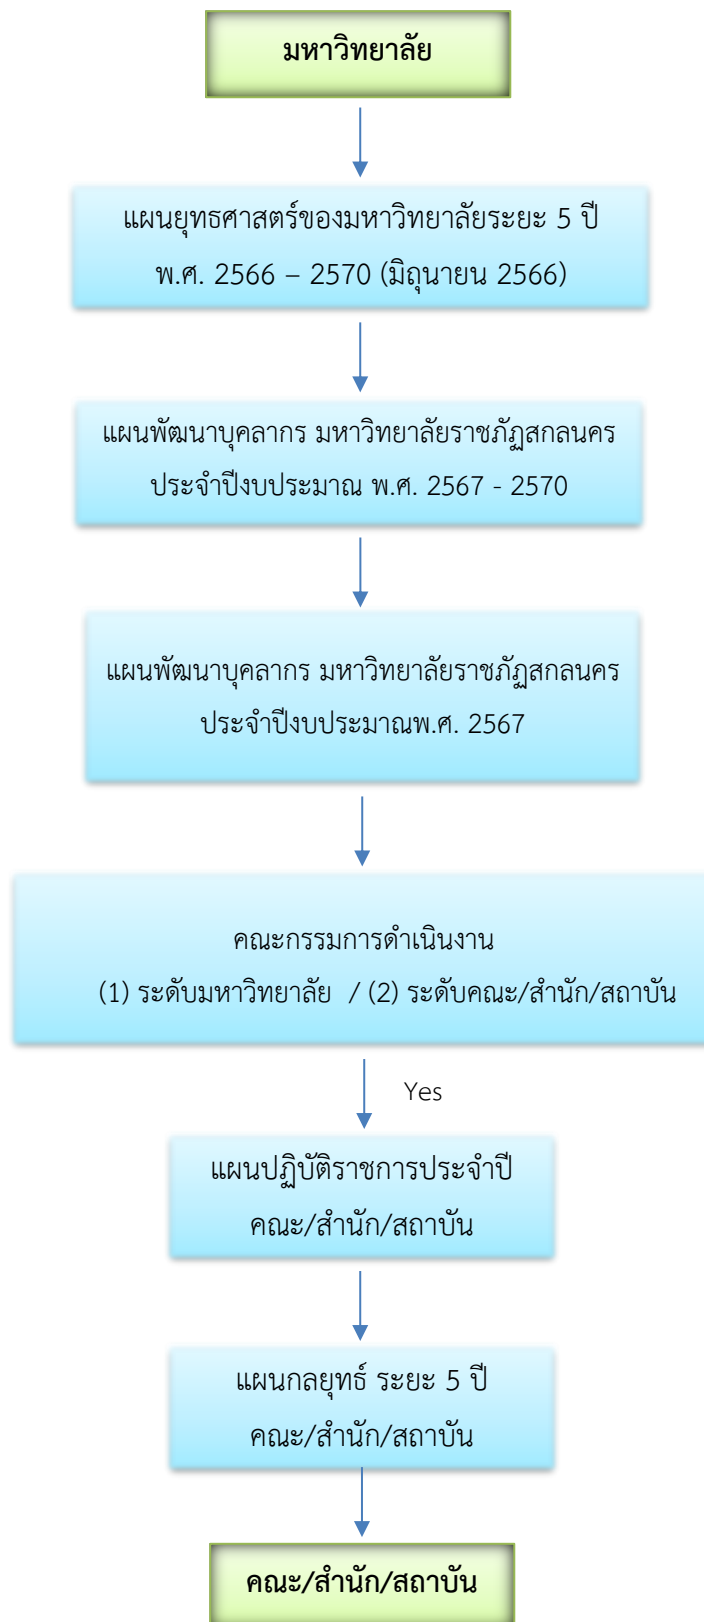 มหาวิทยาลัย
แผนยุทธศาสตร์ของมหาวิทยาลัยระยะ 5 ปี
พ.ศ. 2566 – 2570 (มิถุนายน 2566)
แผนพัฒนาบุคลากร มหาวิทยาลัยราชภัฏสกลนคร
ประจำปีงบประมาณ พ.ศ. 2567 - 2570
แผนพัฒนาบุคลากร มหาวิทยาลัยราชภัฏสกลนคร
ประจำปีงบประมาณพ.ศ. 2567
คณะกรรมการดำเนินงาน
(1) ระดับมหาวิทยาลัย / (2) ระดับคณะ/สำนัก/สถาบัน
Yes
แผนปฏิบัติราชการประจำปี
คณะ/สำนัก/สถาบัน
แผนกลยุทธ์ ระยะ 5 ปี
คณะ/สำนัก/สถาบัน
คณะ/สำนัก/สถาบัน